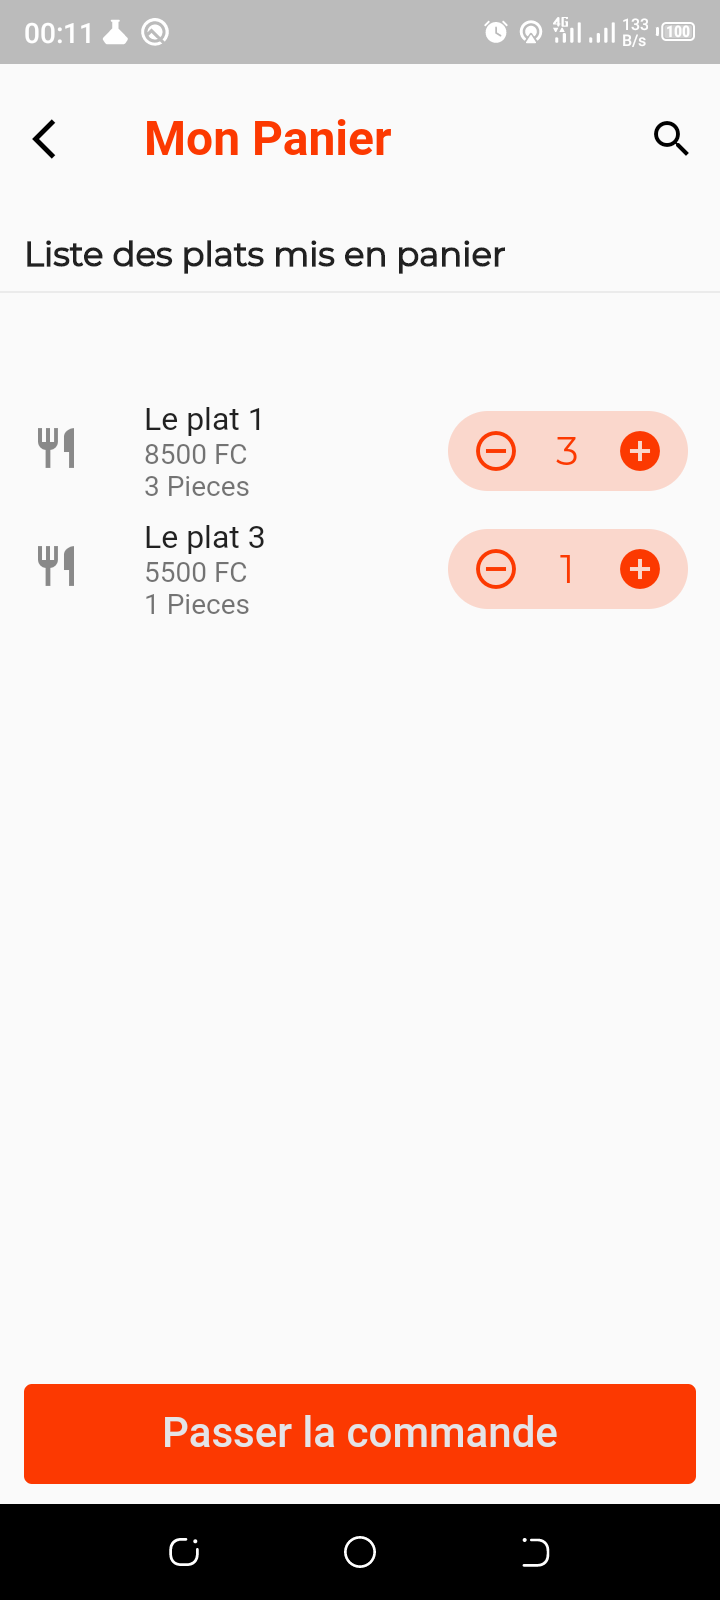 00:11 4G 133 B/s 100
Mon Panier
Liste des plats mis en panier
Le plat 1
8500 FC
3 Pieces
3
Le plat 3
5500 FC
1 Pieces
1
Passer la commande